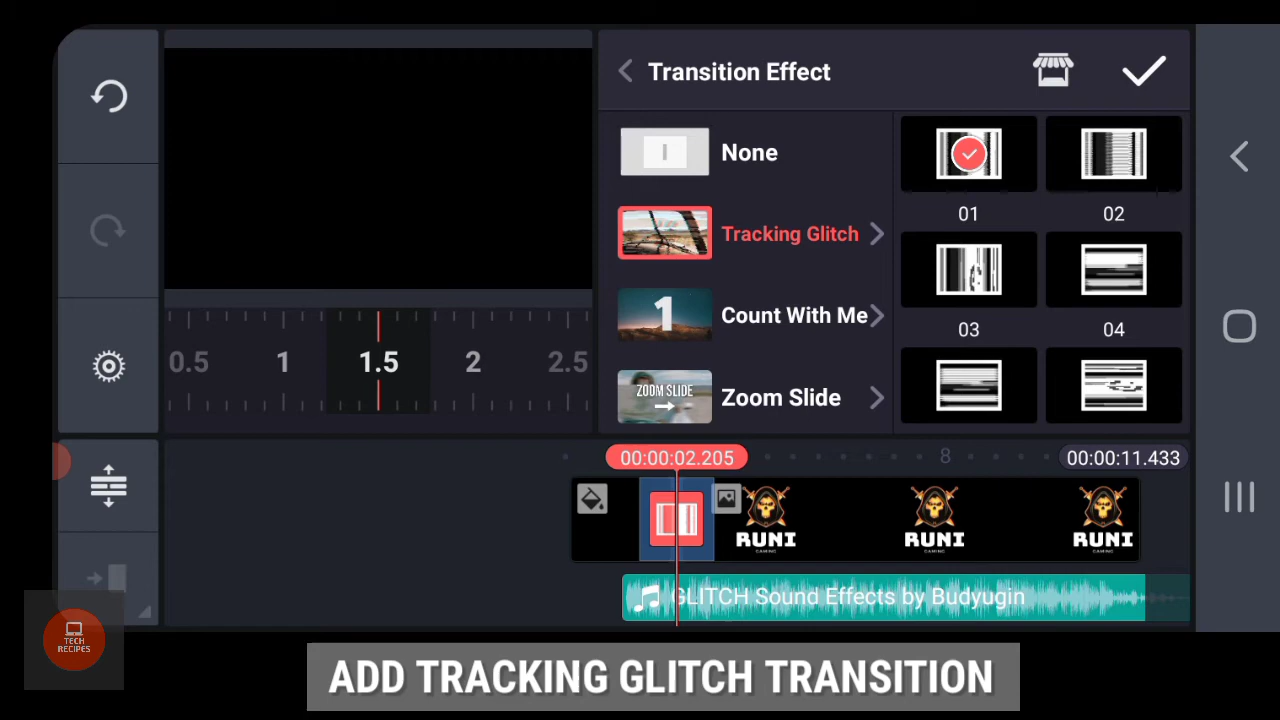 Transition Effect
None
Tracking Glitch
Count With Me
1
Zoom Slide
ZOOM SLIDE
01
02
03
04
0.5
1
1.5
2
2.5
00:00:02.205
8
00:00:11.433
RUNI
GAMING
RUNI
GAMING
RUNI
GAMING
GLITCH Sound Effects by Budyugin
TECH
RECIPES
ADD TRACKING GLITCH TRANSITION